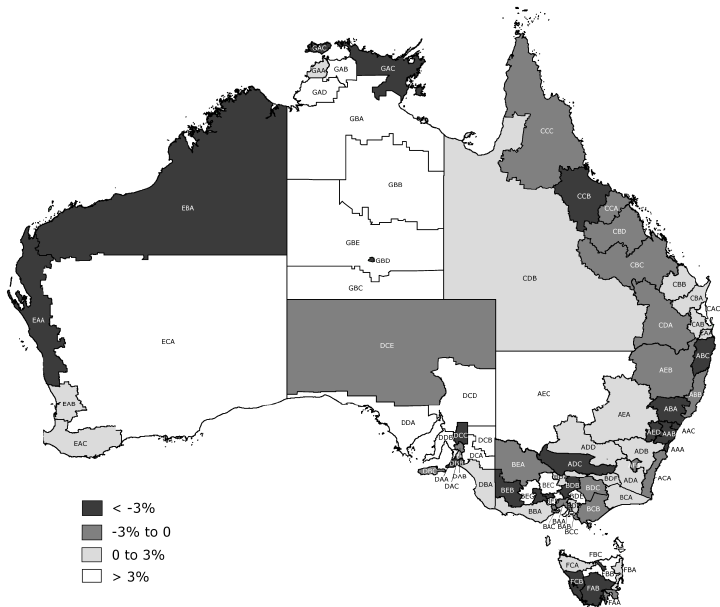 GAC
GAA
GAB
GAC
GAD
GBA
CCC
GBB
EBA
CCB
CCA
CBD
GBE
GBD
CBC
GBC
CDB
CBB
CBA
CAC
EAA
CAB
CDA
ECA
DCE
ABC
AEB
ABB
DCD
AEC
EAB
ABA
AEA
DDA
DCC
AED
AAB
AAC
EAC
DDB
DCB
ADD
ADB
AAA
DCA
BEA
ADC
DAB
DAA
DAC
DBA
BEB
BEC
BDB
BDC
ADA
ACA
BDE
BCA
BBA
BCB
BAA
BAC
BAB
BCC
< -3%
-3% to 0
0 to 3%
> 3%
FBC
FCA
FBB
FBA
FCB
FAB
FAA